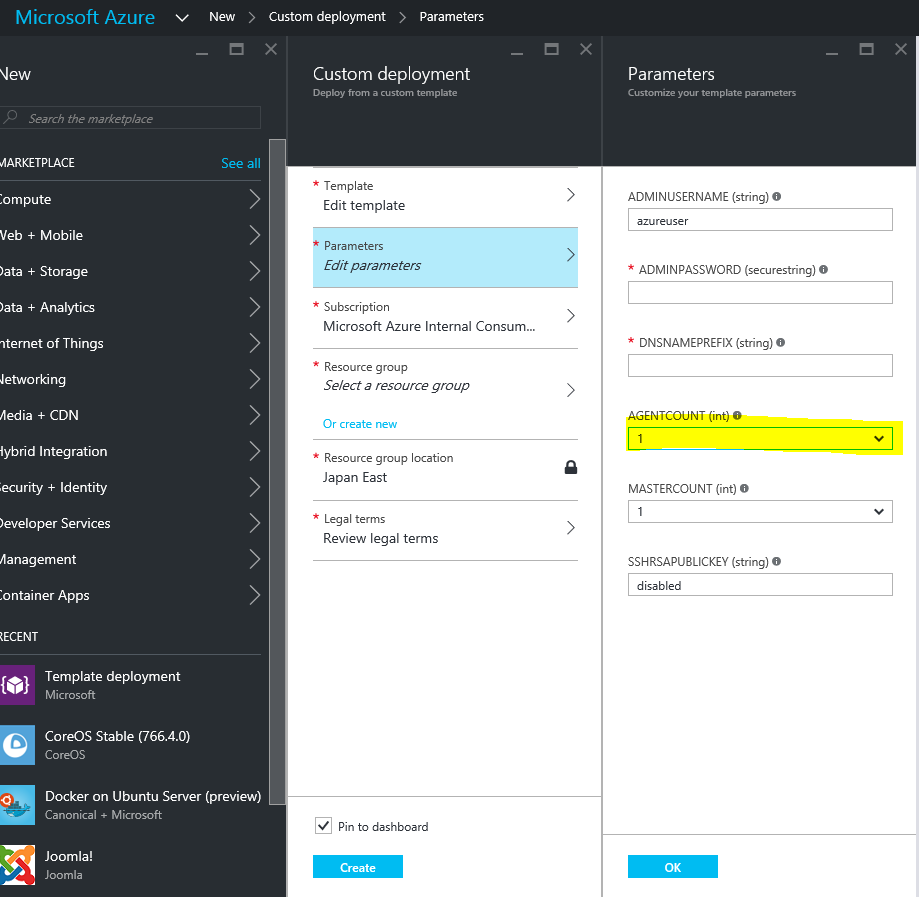 Microsoft Azure New Custom deployment Parameters
New
Search the marketplace
MARKETPLACE See all
Compute
Web + Mobile
Data + Storage
Data + Analytics
Internet of Things
Networking
Media + CDN
Hybrid Integration
Security + Identity
Developer Services
Management
Container Apps
RECENT
Template deployment
Microsoft
CoreOS Stable (766.4.0)
CoreOS
Docker on Ubuntu Server (preview)
Canonical + Microsoft
Joomla!
Joomla
Custom deployment
Deploy from a custom template
* Template
Edit template
* Parameters
Edit parameters
* Subscription
Microsoft Azure Internal Consum...
* Resource group
Select a resource group
Or create new
* Resource group location
Japan East
* Legal terms
Review legal terms
Pin to dashboard
Create
Parameters
Customize your template parameters
ADMINUSERNAME (string)
azureuser
* ADMINPASSWORD (securestring)
* DNSNAMEPREFIX (string)
AGENTCOUNT (int)
1
MASTERCOUNT (int)
1
SSHRSAPUBLICKEY (string)
disabled
OK